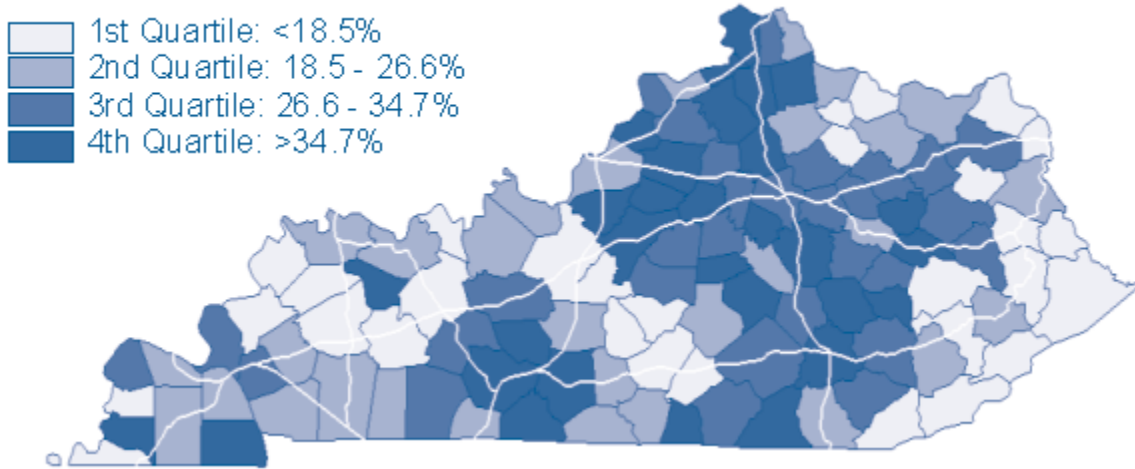 1st Quartile: <18.5%
2nd Quartile: 18.5 - 26.6%
3rd Quartile: 26.6 - 34.7%
4th Quartile: >34.7%